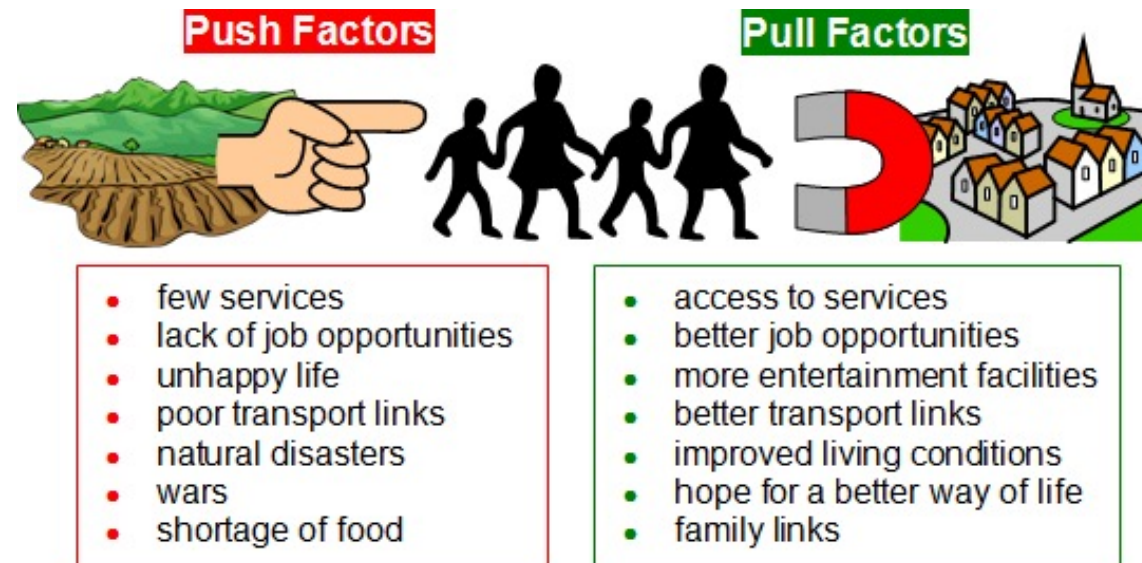 Push Factors
Pull Factors
few services
lack of job opportunities
unhappy life
poor transport links
natural disasters
wars
shortage of food
access to services
better job opportunities
more entertainment facilities
better transport links
improved living conditions
hope for a better way of life
family links